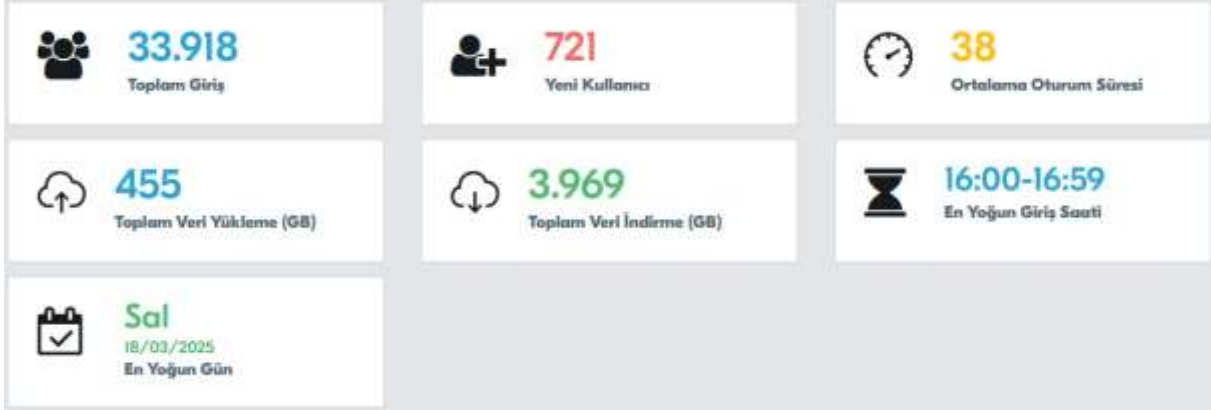 33.918
Toplam Giriş
721
Yeni Kullanıcı
38
Ortalama Oturum Süresi
455
Toplam Veri Yükleme (GB)
3.969
Toplam Veri İndirme (GB)
16:00-16:59
En Yoğun Giriş Saati
Sal
18/03/2025
En Yoğun Gün